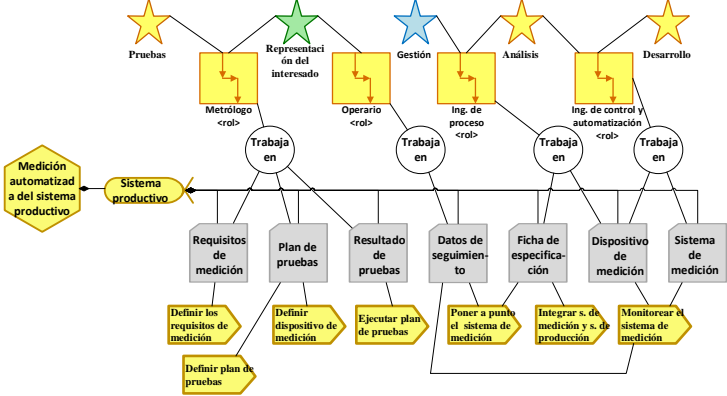 Pruebas
Representaci
ón del
interesado
Gestión
Análisis
Desarrollo
Metrólogo
<rol>
Operario
<rol>
Ing. de
proceso
<rol>
Ing. de control y
automatización
<rol>
Trabaja
en
Trabaja
en
Trabaja
en
Trabaja
en
Medición
automatizad
a del sistema
productivo
Sistema
productivo
Requisitos
de
medición
Plan de
pruebas
Resultado
de
pruebas
Datos de
seguimien-
to
Ficha de
especifica-
ción
Dispositivo
de
medición
Sistema
de
medición
Definir los
requisitos de
medición
Definir
dispositivo de
medición
Ejecutar plan
de pruebas
Poner a punto
el sistema de
medición
Integrar s. de
medición y s. de
producción
Monitorear el
sistema de
medición
Definir plan de
pruebas